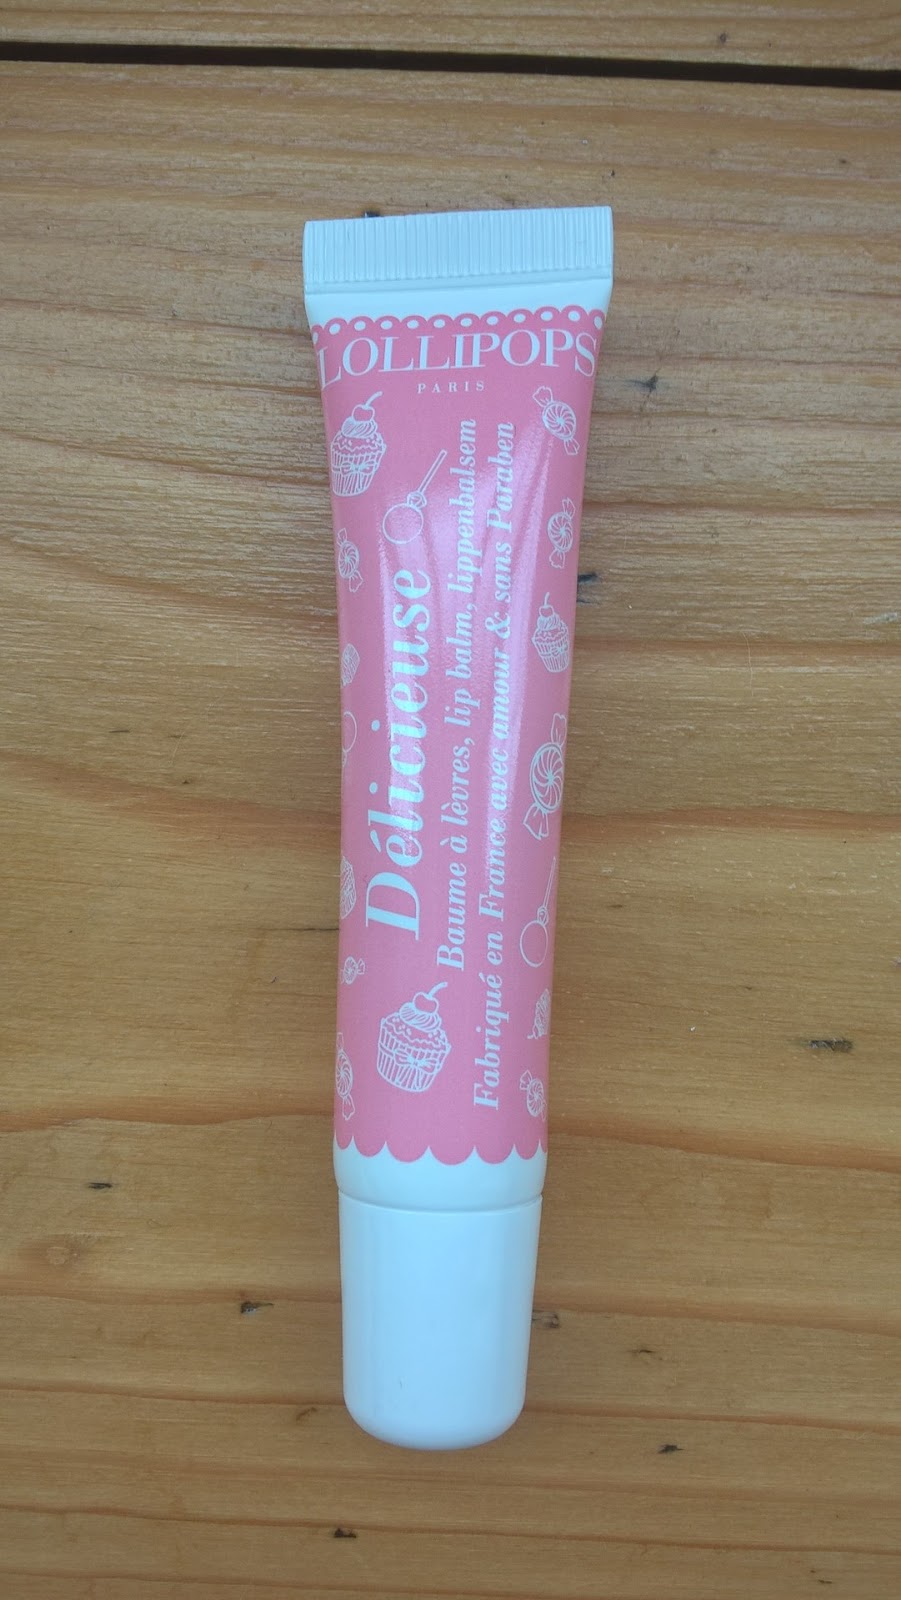 LOLLIPOPS
PARIS
Délicieuse
Baume à lèvres, lip balm, lippenbalsem
Fabriqué en France avec amour & sans Paraben